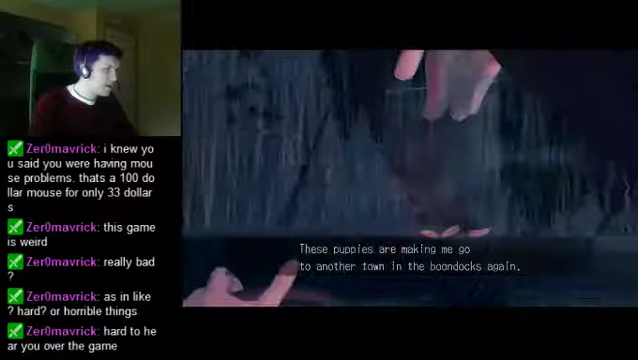 Zer0mavrick: i knew yo
u said you were having mou
se problems. thats a 100 do
llar mouse for only 33 dollar
s
Zer0mavrick: this game
is weird
Zer0mavrick: really bad
?
Zer0mavrick: as in like
? hard? or horrible things
Zer0mavrick: hard to he
ar you over the game
These puppies are making me go
to another town in the boondocks again.